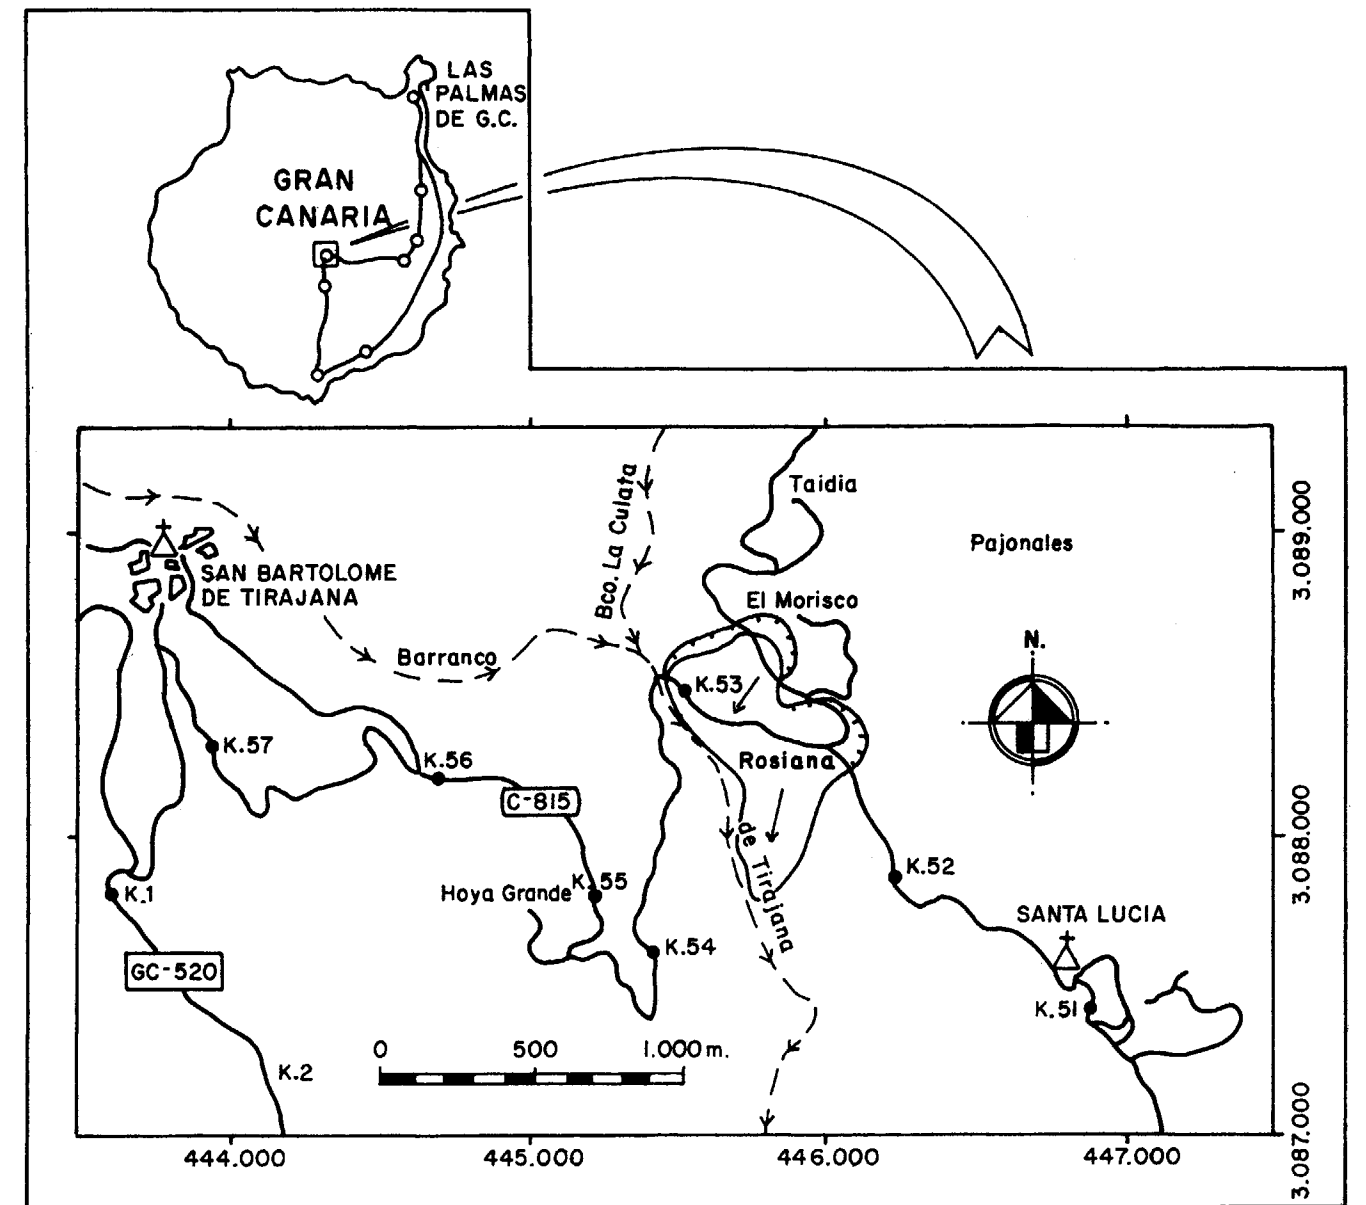 LAS
PALMAS
DE G.C.
GRAN
CANARIA
Taidia
Bco. La Culata
Pajonales
3.089.000
SAN BARTOLOME
DE TIRAJANA
El Morisco
N.
Barranco
K.53
K.57
K.56
Rosiana
C-815
3.088.000
de Tirajana
K.52
K.1
Hoya Grande
K.55
SANTA LUCIA
K.54
GC-520
K.51
0 500 1.000 m.
K.2
3.087.000
444.000 445.000 446.000 447.000